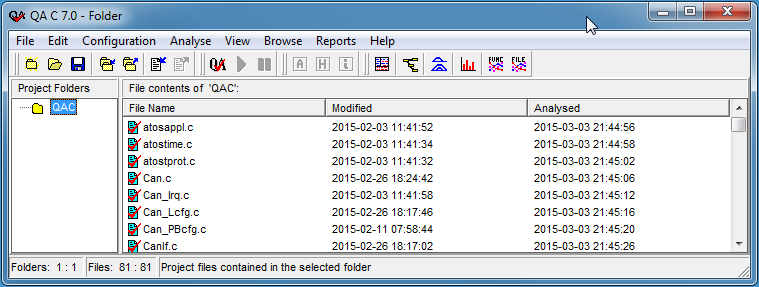 QA C 7.0 - Folder
File Edit Configuration Analyse View Browse Reports Help
QA A H i FUNC FILE
Project Folders
QAC
File contents of 'QAC':
File Name Modified Analysed
atosappl.c 2015-02-03 11:41:52 2015-03-03 21:44:56
atostime.c 2015-02-03 11:41:34 2015-03-03 21:44:58
atostprot.c 2015-02-03 11:41:32 2015-03-03 21:45:02
Can.c 2015-02-26 18:24:42 2015-03-03 21:45:06
Can_Irq.c 2015-02-03 11:41:58 2015-03-03 21:45:12
Can_Lcfg.c 2015-02-26 18:17:46 2015-03-03 21:45:16
Can_PBcfg.c 2015-02-11 07:58:44 2015-03-03 21:45:20
CanIf.c 2015-02-26 18:17:02 2015-03-03 21:45:26
Folders: 1 : 1 Files: 81 : 81 Project files contained in the selected folder